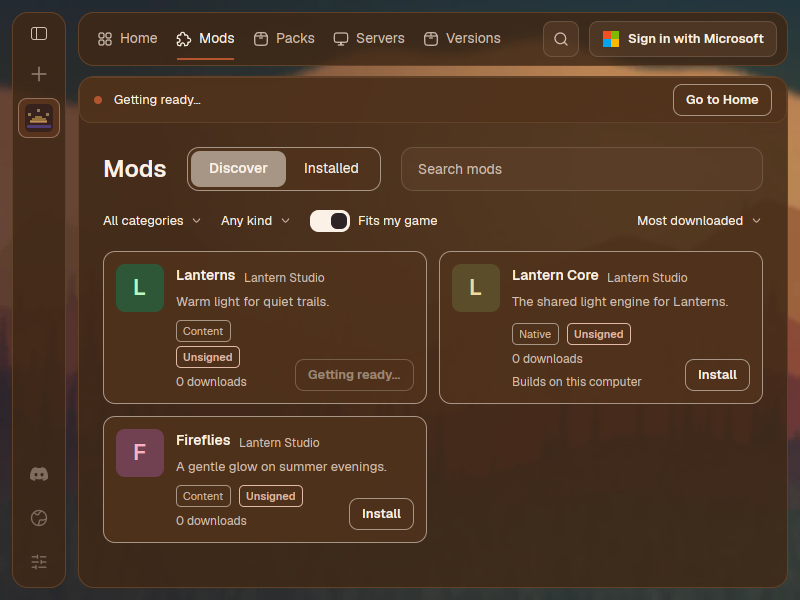 Home
Mods
Packs
Servers
Versions
Sign in with Microsoft
Getting ready...
Go to Home
Mods
Discover
Installed
Search mods
All categories
Any kind
Fits my game
Most downloaded
L
Lanterns Lantern Studio
Warm light for quiet trails.
Content
Unsigned
0 downloads
Getting ready...
L
Lantern Core Lantern Studio
The shared light engine for Lanterns.
Native Unsigned
0 downloads
Builds on this computer
Install
F
Fireflies Lantern Studio
A gentle glow on summer evenings.
Content Unsigned
0 downloads
Install